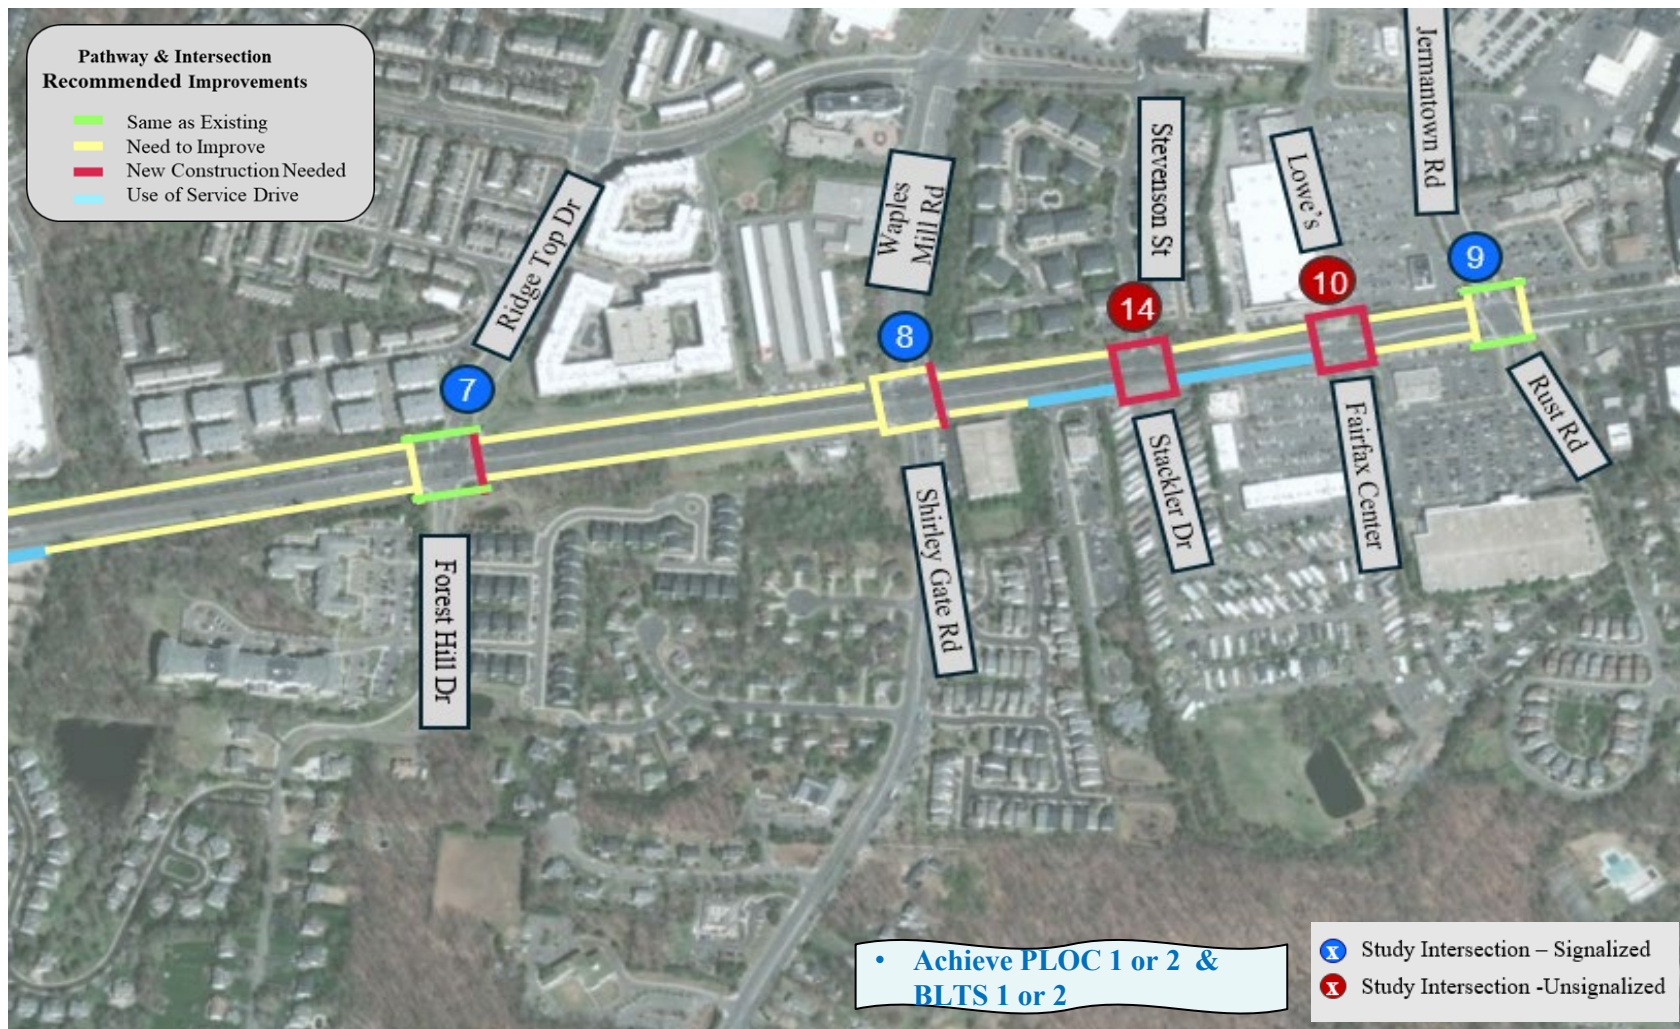 Pathway & Intersection
Recommended Improvements
Same as Existing
Need to Improve
New Construction Needed
Use of Service Drive
Ridge Top Dr
Waples
Mill Rd
Stevenson St
Lowe's
Jermantown Rd
7
8
14
10
9
Forest Hill Dr
Shirley Gate Rd
Stackler Dr
Fairfax Center
Rust Rd
• Achieve PLOC 1 or 2 &
BLTS 1 or 2
x Study Intersection – Signalized
x Study Intersection -Unsignalized